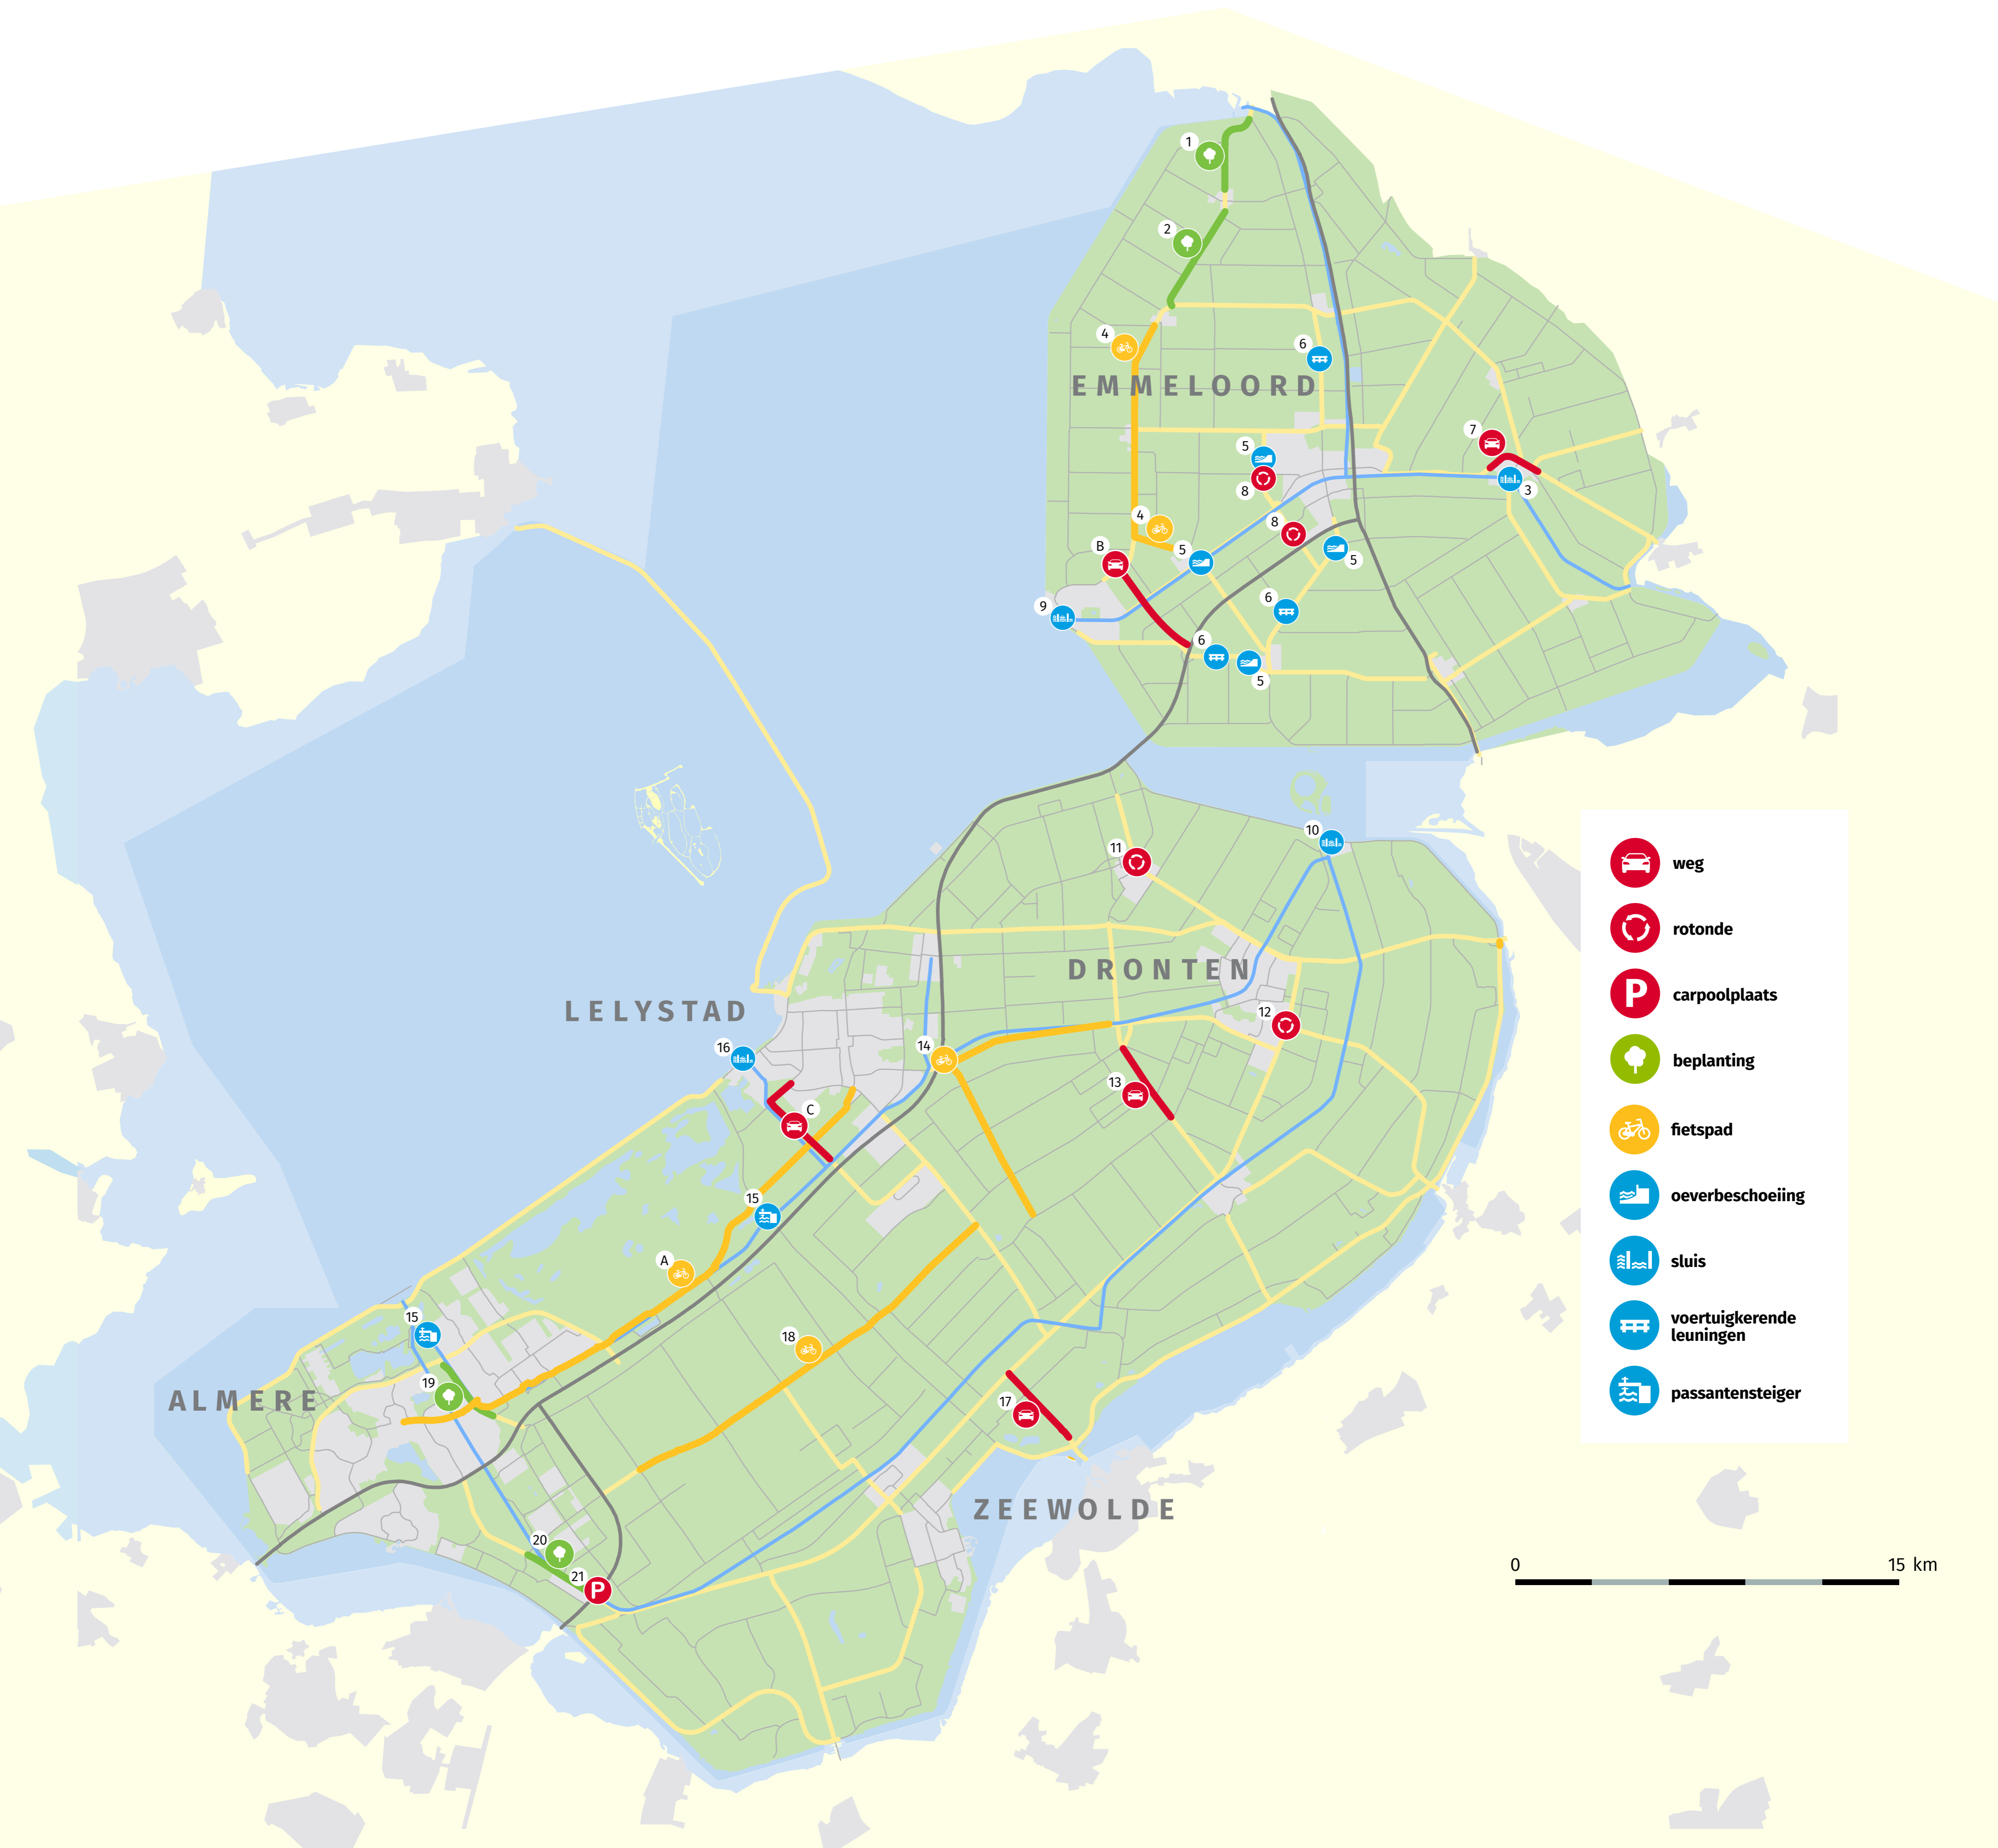 1
2
4
6
EMMELOORD
7
5
8
3
4
8
B
5
5
9
6
6
5
10
11
DRONTEN
LELYSTAD
12
16
14
13
C
15
A
15
18
19
ALMERE
17
ZEEWOLDE
20
21
P
weg
rotonde
P
carpoolplaats
beplanting
fietspad
oeverbeschoeiing
sluis
voertuigkerende
leuningen
passantensteiger
0
15 km